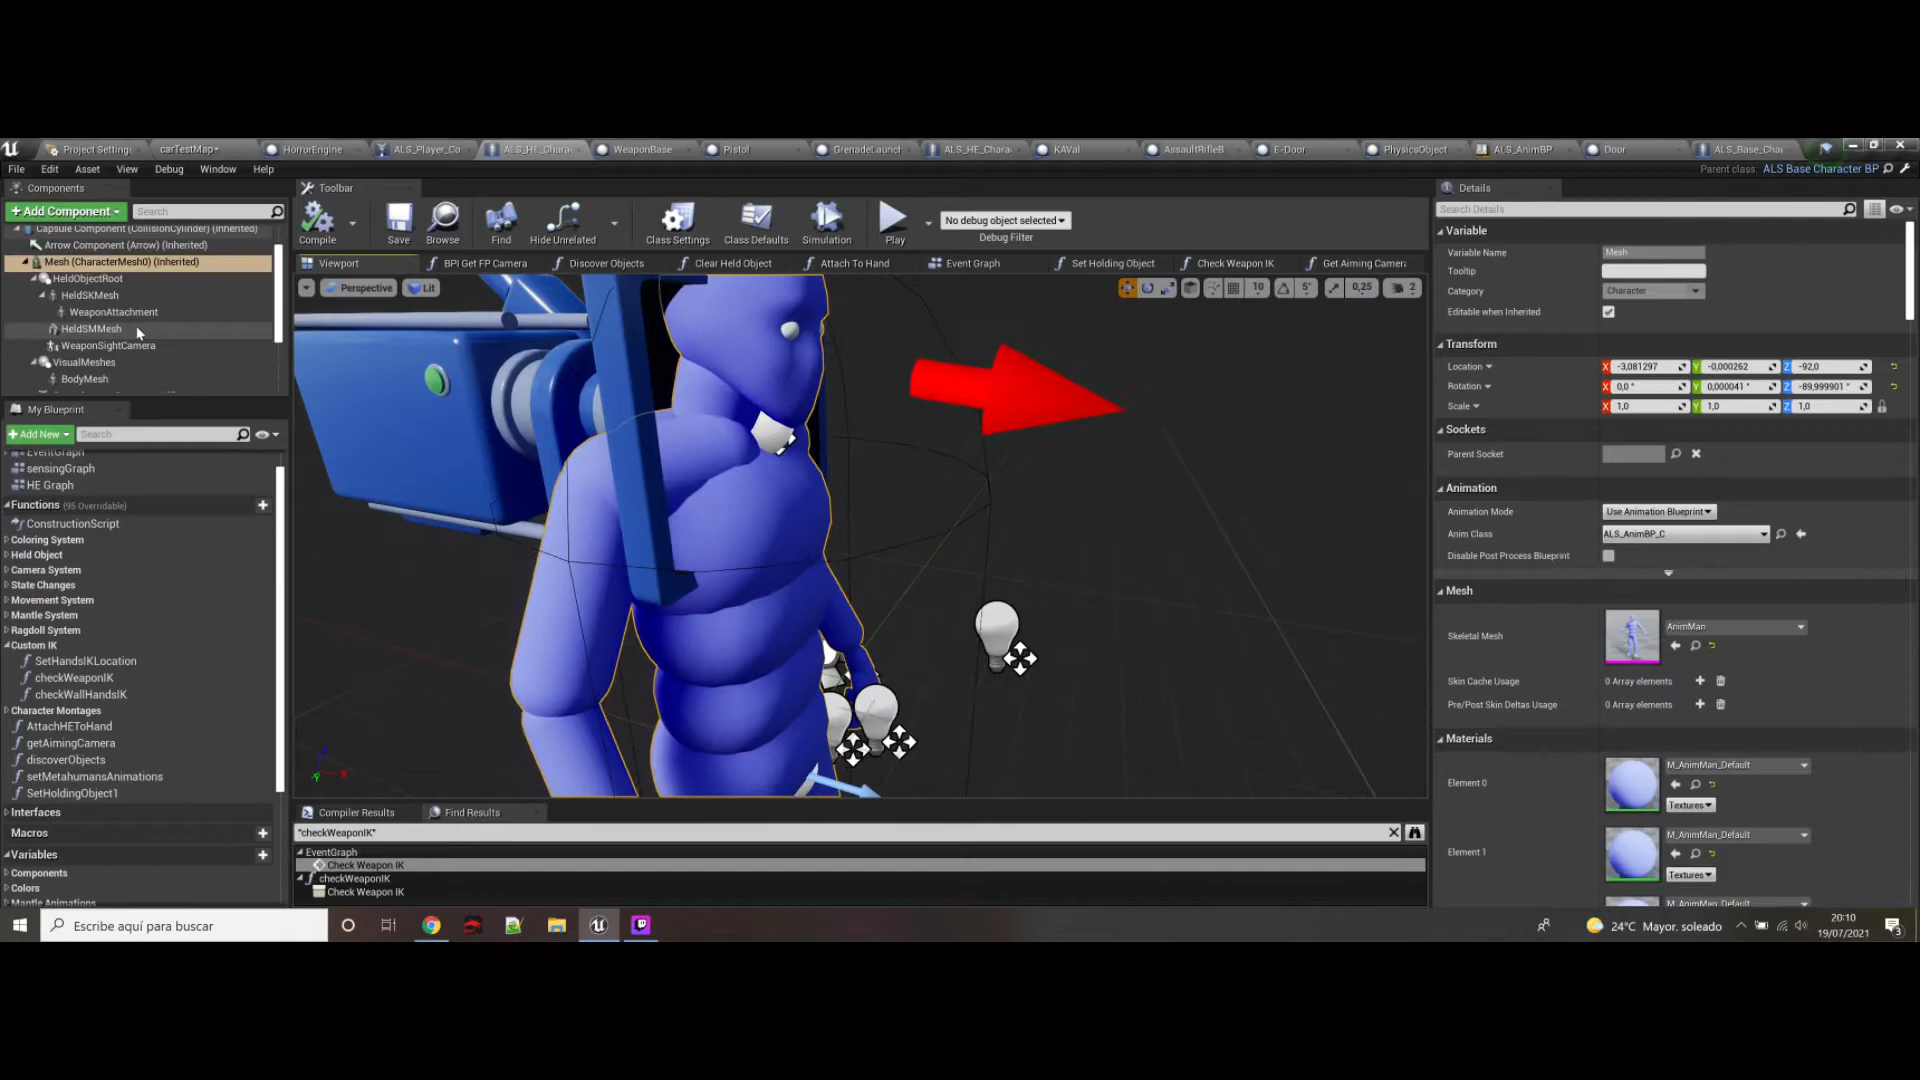 Project Setting
carTestMap*
HorrorEngine
ALS_Player_Co
ALS_HE_Chara
WeaponBase
Pistol
GrenadeLaunch
ALS_HE_Chara
KAVal
AssaultRifleB
E-Door
PhysicsObject
ALS_AnimBP
Door
ALS_Base_Char
File Edit Asset View Debug Window Help
Parent class: ALS Base Character BP
Components
+ Add Component
Search
Capsule Component (CollisionCylinder) (Inherited)
Arrow Component (Arrow) (Inherited)
Mesh (CharacterMesh0) (Inherited)
HeldObjectRoot
HeldSKMesh
WeaponAttachment
HeldSMMesh
WeaponSightCamera
VisualMeshes
BodyMesh
My Blueprint
+ Add New
Search
EventGraph
sensingGraph
HE Graph
Functions (95 Overridable)
ConstructionScript
Coloring System
Held Object
Camera System
State Changes
Movement System
Mantle System
Ragdoll System
Custom IK
SetHandsIKLocation
checkWeaponIK
checkWallHandsIK
Character Montages
AttachHEToHand
getAimingCamera
discoverObjects
setMetahumansAnimations
SetHoldingObject1
Interfaces
Macros
Variables
Components
Colors
Mantle Animations
Toolbar
Compile
Save
Browse
Find
Hide Unrelated
Class Settings
Class Defaults
Simulation
Play
No debug object selected
Debug Filter
Viewport
BPI Get FP Camera
Discover Objects
Clear Held Object
Attach To Hand
Event Graph
Set Holding Object
Check Weapon IK
Get Aiming Camera
Perspective
Lit
10
5°
0,25
2
Compiler Results
Find Results
"checkWeaponIK"
EventGraph
Check Weapon IK
checkWeaponIK
Check Weapon IK
Details
Search Details
Variable
Variable Name Mesh
Tooltip
Category Character
Editable when Inherited
Transform
Location X -3,081297 Y -0,000262 Z -92,0
Rotation X 0,0 ° Y 0,000041 ° Z -89,999901 °
Scale X 1,0 Y 1,0 Z 1,0
Sockets
Parent Socket
Animation
Animation Mode Use Animation Blueprint
Anim Class ALS_AnimBP_C
Disable Post Process Blueprint
Mesh
Skeletal Mesh AnimMan
Skin Cache Usage 0 Array elements
Pre/Post Skin Deltas Usage 0 Array elements
Materials
Element 0 M_AnimMan_Default
Textures
Element 1 M_AnimMan_Default
Textures
M_AnimMan_Default
Escribe aquí para buscar
24°C Mayor. soleado
20:10
19/07/2021
3